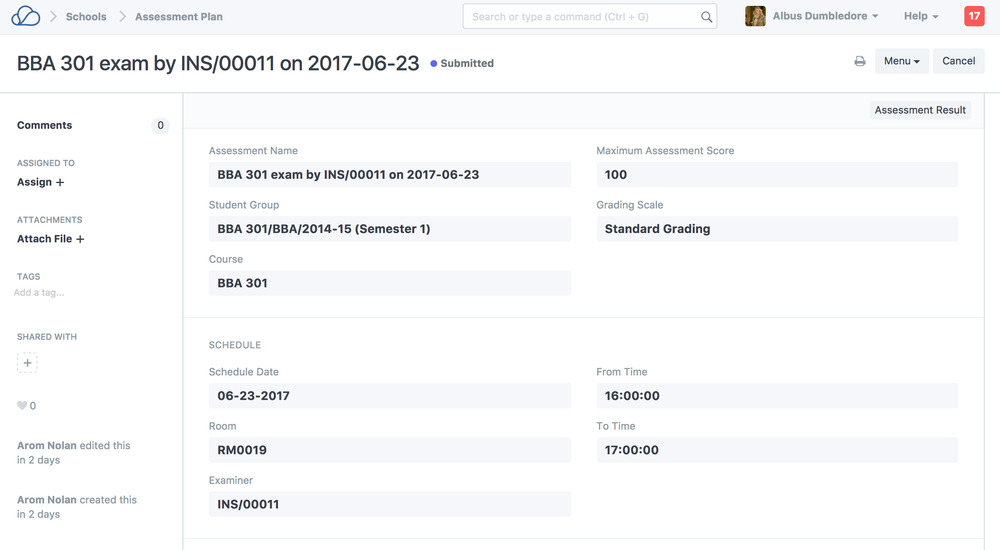 Schools
Assessment Plan
Search or type a command (Ctrl + G)
Albus Dumbledore
Help
17
BBA 301 exam by INS/00011 on 2017-06-23
Submitted
Menu
Cancel
Comments
0
ASSIGNED TO
Assign +
ATTACHMENTS
Attach File +
TAGS
Add a tag...
SHARED WITH
+
0
Arom Nolan edited this
in 2 days
Arom Nolan created this
in 2 days
Assessment Result
Assessment Name
BBA 301 exam by INS/00011 on 2017-06-23
Maximum Assessment Score
100
Student Group
BBA 301/BBA/2014-15 (Semester 1)
Grading Scale
Standard Grading
Course
BBA 301
SCHEDULE
Schedule Date
06-23-2017
From Time
16:00:00
Room
RM0019
To Time
17:00:00
Examiner
INS/00011